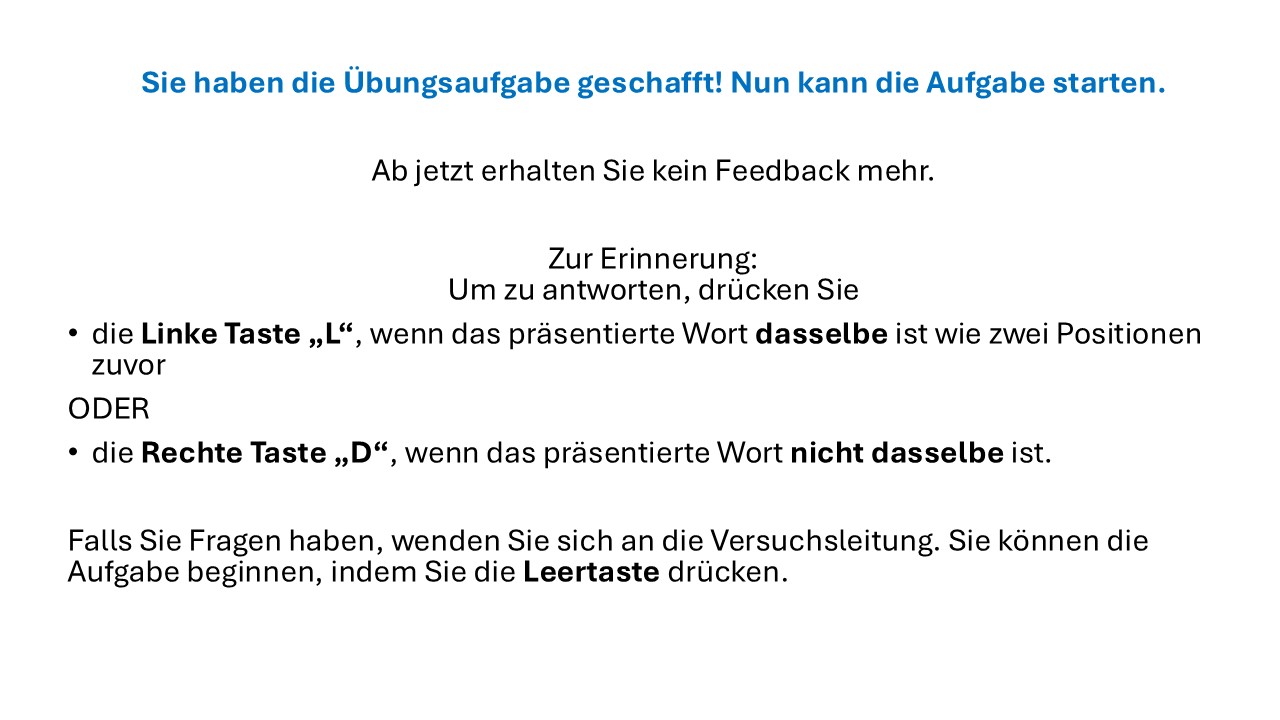 Sie haben die Übungsaufgabe geschafft! Nun kann die Aufgabe starten.
Ab jetzt erhalten Sie kein Feedback mehr.
Zur Erinnerung:
Um zu antworten, drücken Sie
• die Linke Taste „L“, wenn das präsentierte Wort dasselbe ist wie zwei Positionen
zuvor
ODER
• die Rechte Taste „D“, wenn das präsentierte Wort nicht dasselbe ist.
Falls Sie Fragen haben, wenden Sie sich an die Versuchsleitung. Sie können die
Aufgabe beginnen, indem Sie die Leertaste drücken.